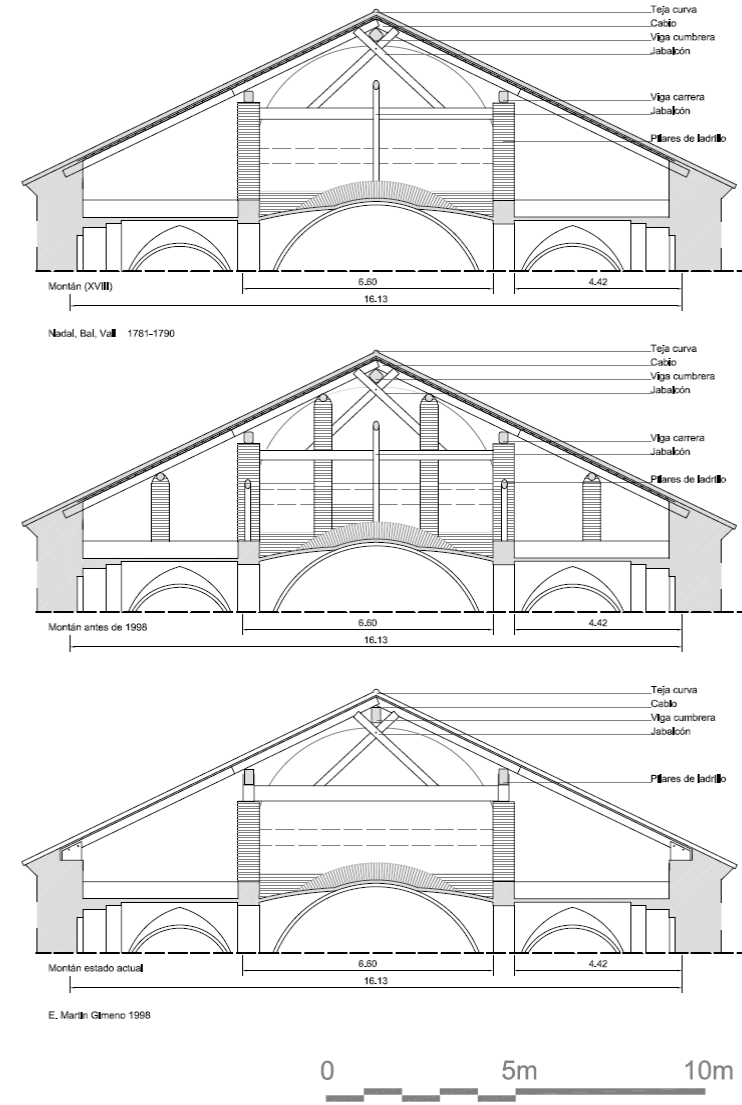 Teja curva
Cabio
Viga cumbrera
Jabalcón
Viga carrera
Jabalcón
Pilares de ladrillo
6.60
4.42
Montán (XVIII)
16.13
Nadal, Bal, Vall 1781-1790
Teja curva
Cabio
Viga cumbrera
Jabalcón
Viga carrera
Jabalcón
Pilares de ladrillo
6.60
4.42
Montán antes de 1998
16.13
Teja curva
Cabio
Viga cumbrera
Jabalcón
Pilares de ladrillo
6.60
4.42
Montán estado actual
16.13
E. Martin Gimeno 1998
0 5m 10m